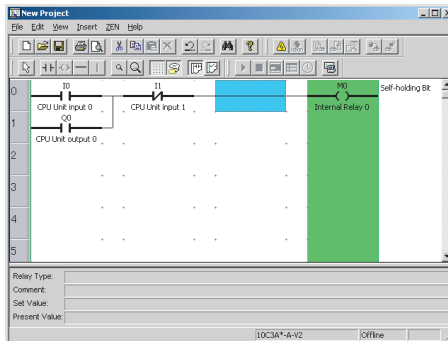 New Project
File Edit View Insert ZEN Help
0 I0 I1 M0 Self-holding Bit
CPU Unit input 0 CPU Unit input 1 Internal Relay 0
1 Q0
CPU Unit output 0
2
3
4
5
Relay Type:
Comment:
Set Value:
Present Value:
10C3A*-A-V2 Offline